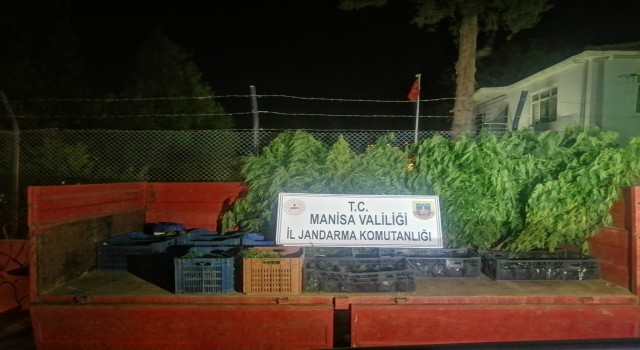 T.C.
MANİSA VALİLİĞİ
İL JANDARMA KOMUTANLIĞI